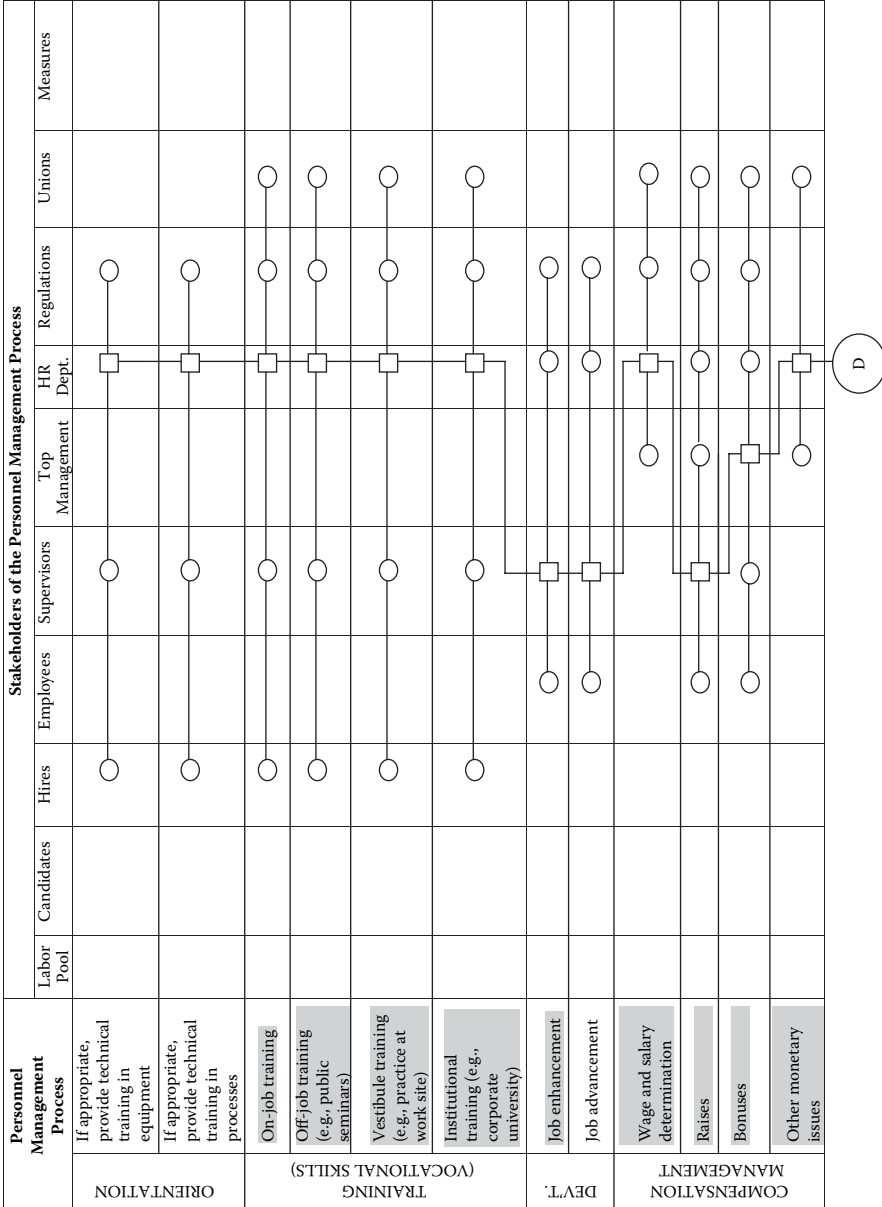 Stakeholders of the Personnel Management Process
Personnel
Management
Process
Labor
Pool
Candidates
Hires
Employees
Supervisors
Top
Management
HR
Dept.
Regulations
Unions
Measures
ORIENTATION
If appropriate,
provide technical
training in
equipment
If appropriate,
provide technical
training in
processes
TRAINING
(VOCATIONAL SKILLS)
On-job training
Off-job training
(e.g., public
seminars)
Vestibule training
(e.g., practice at
work site)
Institutional
training (e.g.,
corporate
university)
DEV'T.
Job enhancement
Job advancement
COMPENSATION
MANAGEMENT
Wage and salary
determination
Raises
Bonuses
Other monetary
issues
D